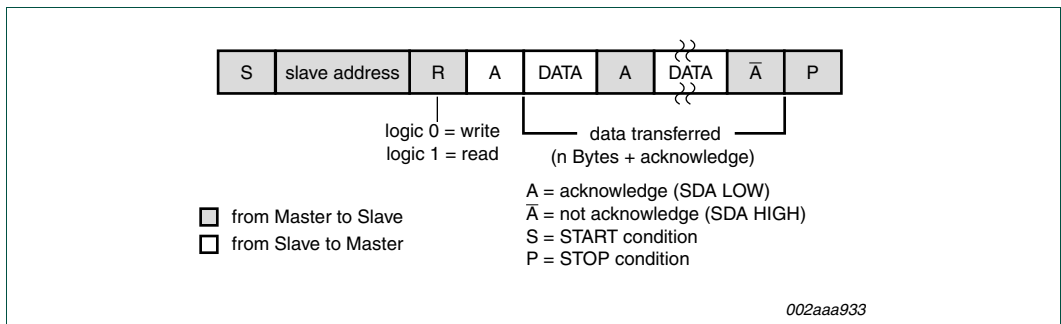 S slave address R A DATA A DATA A̅ P
logic 0 = write
logic 1 = read
data transferred
(n Bytes + acknowledge)
A = acknowledge (SDA LOW)
A̅ = not acknowledge (SDA HIGH)
S = START condition
P = STOP condition
from Master to Slave
from Slave to Master
002aaa933